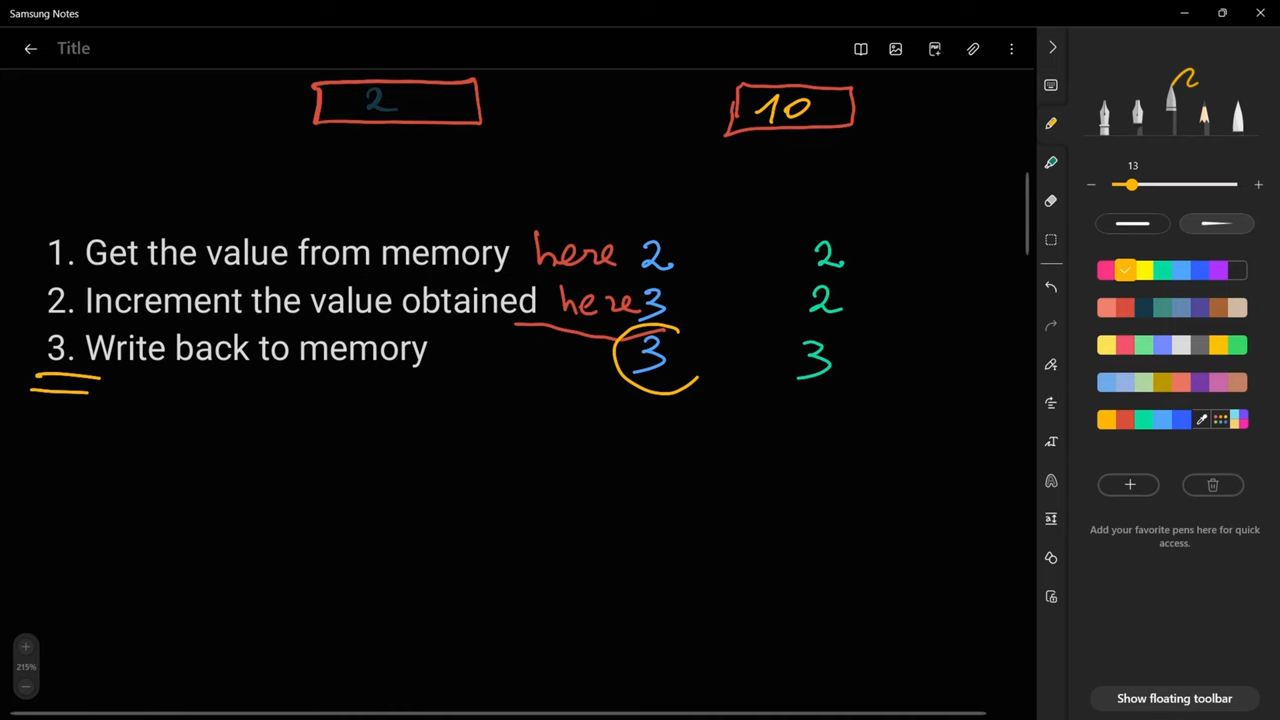 Samsung Notes
Title
2 10
1. Get the value from memory here 2 2
2. Increment the value obtained here 3 2
3. Write back to memory 3 3
13
Add your favorite pens here for quick
access.
215%
Show floating toolbar